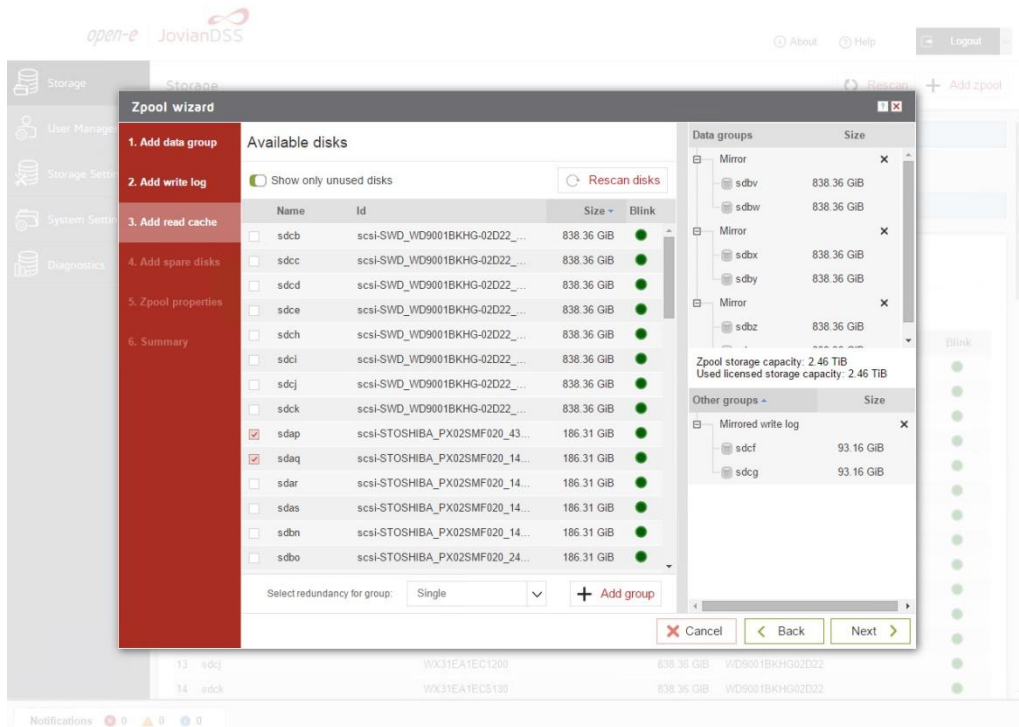 open-e JovianDSS
About Help Logout
Storage
User Manage
Storage Setti
System Settin
Diagnostics
Storage
Rescan Add zpool
Zpool wizard
1. Add data group
2. Add write log
3. Add read cache
4. Add spare disks
5. Zpool properties
6. Summary
Available disks
Show only unused disks
Rescan disks
Name Id Size Blink
sdcb scsi-SWD_WD9001BKHG-02D22_... 838.36 GiB
sdcc scsi-SWD_WD9001BKHG-02D22_... 838.36 GiB
sdcd scsi-SWD_WD9001BKHG-02D22_... 838.36 GiB
sdce scsi-SWD_WD9001BKHG-02D22_... 838.36 GiB
sdch scsi-SWD_WD9001BKHG-02D22_... 838.36 GiB
sdci scsi-SWD_WD9001BKHG-02D22_... 838.36 GiB
sdcj scsi-SWD_WD9001BKHG-02D22_... 838.36 GiB
sdck scsi-SWD_WD9001BKHG-02D22_... 838.36 GiB
sdap scsi-STOSHIBA_PX02SMF020_43... 186.31 GiB
sdaq scsi-STOSHIBA_PX02SMF020_14... 186.31 GiB
sdar scsi-STOSHIBA_PX02SMF020_14... 186.31 GiB
sdas scsi-STOSHIBA_PX02SMF020_14... 186.31 GiB
sdbn scsi-STOSHIBA_PX02SMF020_14... 186.31 GiB
sdbo scsi-STOSHIBA_PX02SMF020_24... 186.31 GiB
Select redundancy for group: Single
Add group
Data groups Size
Mirror
sdbv 838.36 GiB
sdbw 838.36 GiB
Mirror
sdbx 838.36 GiB
sdby 838.36 GiB
Mirror
sdbz 838.36 GiB
Zpool storage capacity: 2.46 TiB
Used licensed storage capacity: 2.46 TiB
Other groups Size
Mirrored write log
sdcf 93.16 GiB
sdcg 93.16 GiB
Cancel Back Next
Blink
13 sdcj WX31EA1EC1200 838.36 GiB WD9001BKHG02D22
14 sdck WX31EA1EC5130 838.36 GiB WD9001BKHG02D22
Notifications 0 0 0